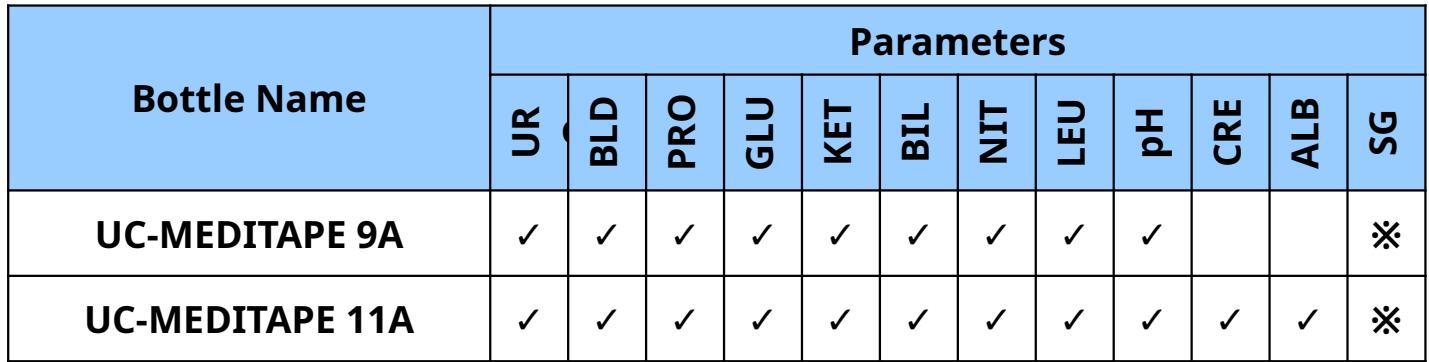 Parameters
Bottle Name
UR
BLD
PRO
GLU
KET
BIL
NIT
LEU
pH
CRE
ALB
SG
UC-MEDITAPE 9A ✓ ✓ ✓ ✓ ✓ ✓ ✓ ✓ ✓ ※
UC-MEDITAPE 11A ✓ ✓ ✓ ✓ ✓ ✓ ✓ ✓ ✓ ✓ ✓ ※